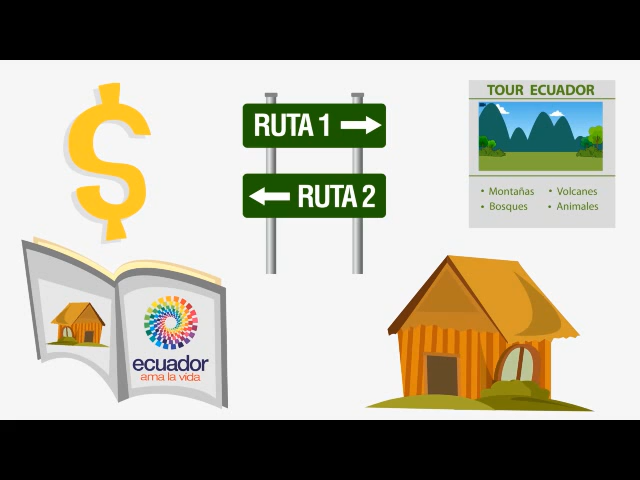 $
RUTA 1
RUTA 2
TOUR ECUADOR
• Montañas
• Volcanes
• Bosques
• Animales
ecuador
ama la vida